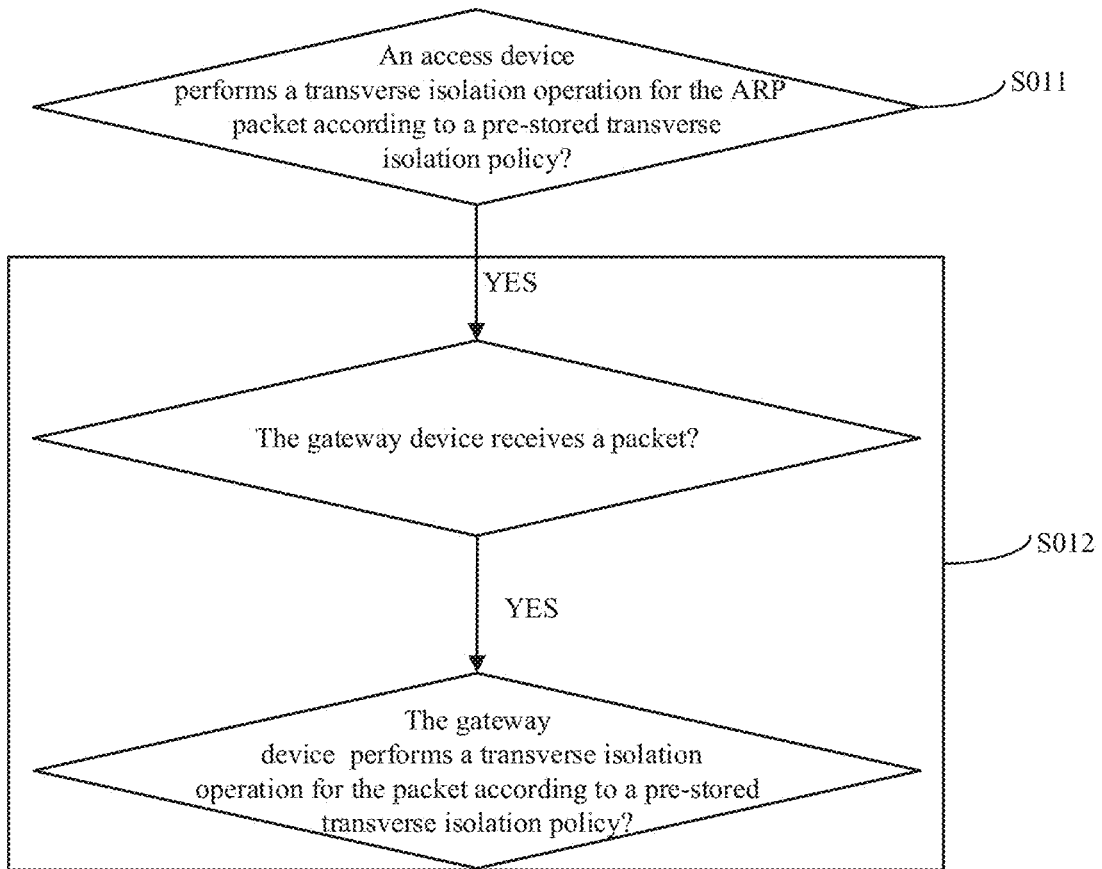 An access device
performs a transverse isolation operation for the ARP
packet according to a pre-stored transverse
isolation policy?
S011
YES
The gateway device receives a packet?
S012
YES
The gateway
device performs a transverse isolation
operation for the packet according to a pre-stored
transverse isolation policy?